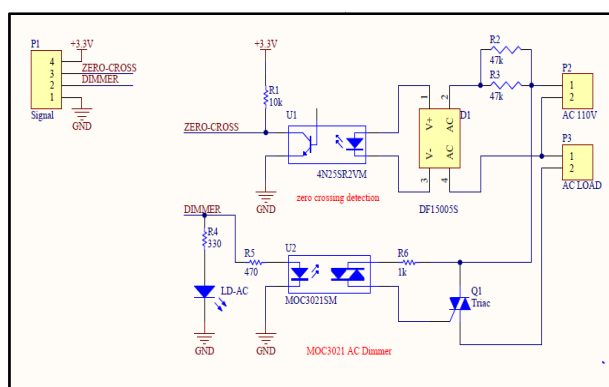 P1
+3.3V
4
3
2
1
ZERO-CROSS
DIMMER
Signal
GND
+3.3V
R1
10k
ZERO-CROSS
U1
4N25SR2VM
GND
zero crossing detection
1
2
V+
AC
V-
AC
3
4
D1
DF15005S
R2
47k
R3
47k
P2
1
2
AC 110V
P3
1
2
AC LOAD
DIMMER
R4
330
LD-AC
GND
R5
470
U2
MOC3021SM
GND
R6
1k
Q1
Triac
MOC3021 AC Dimmer